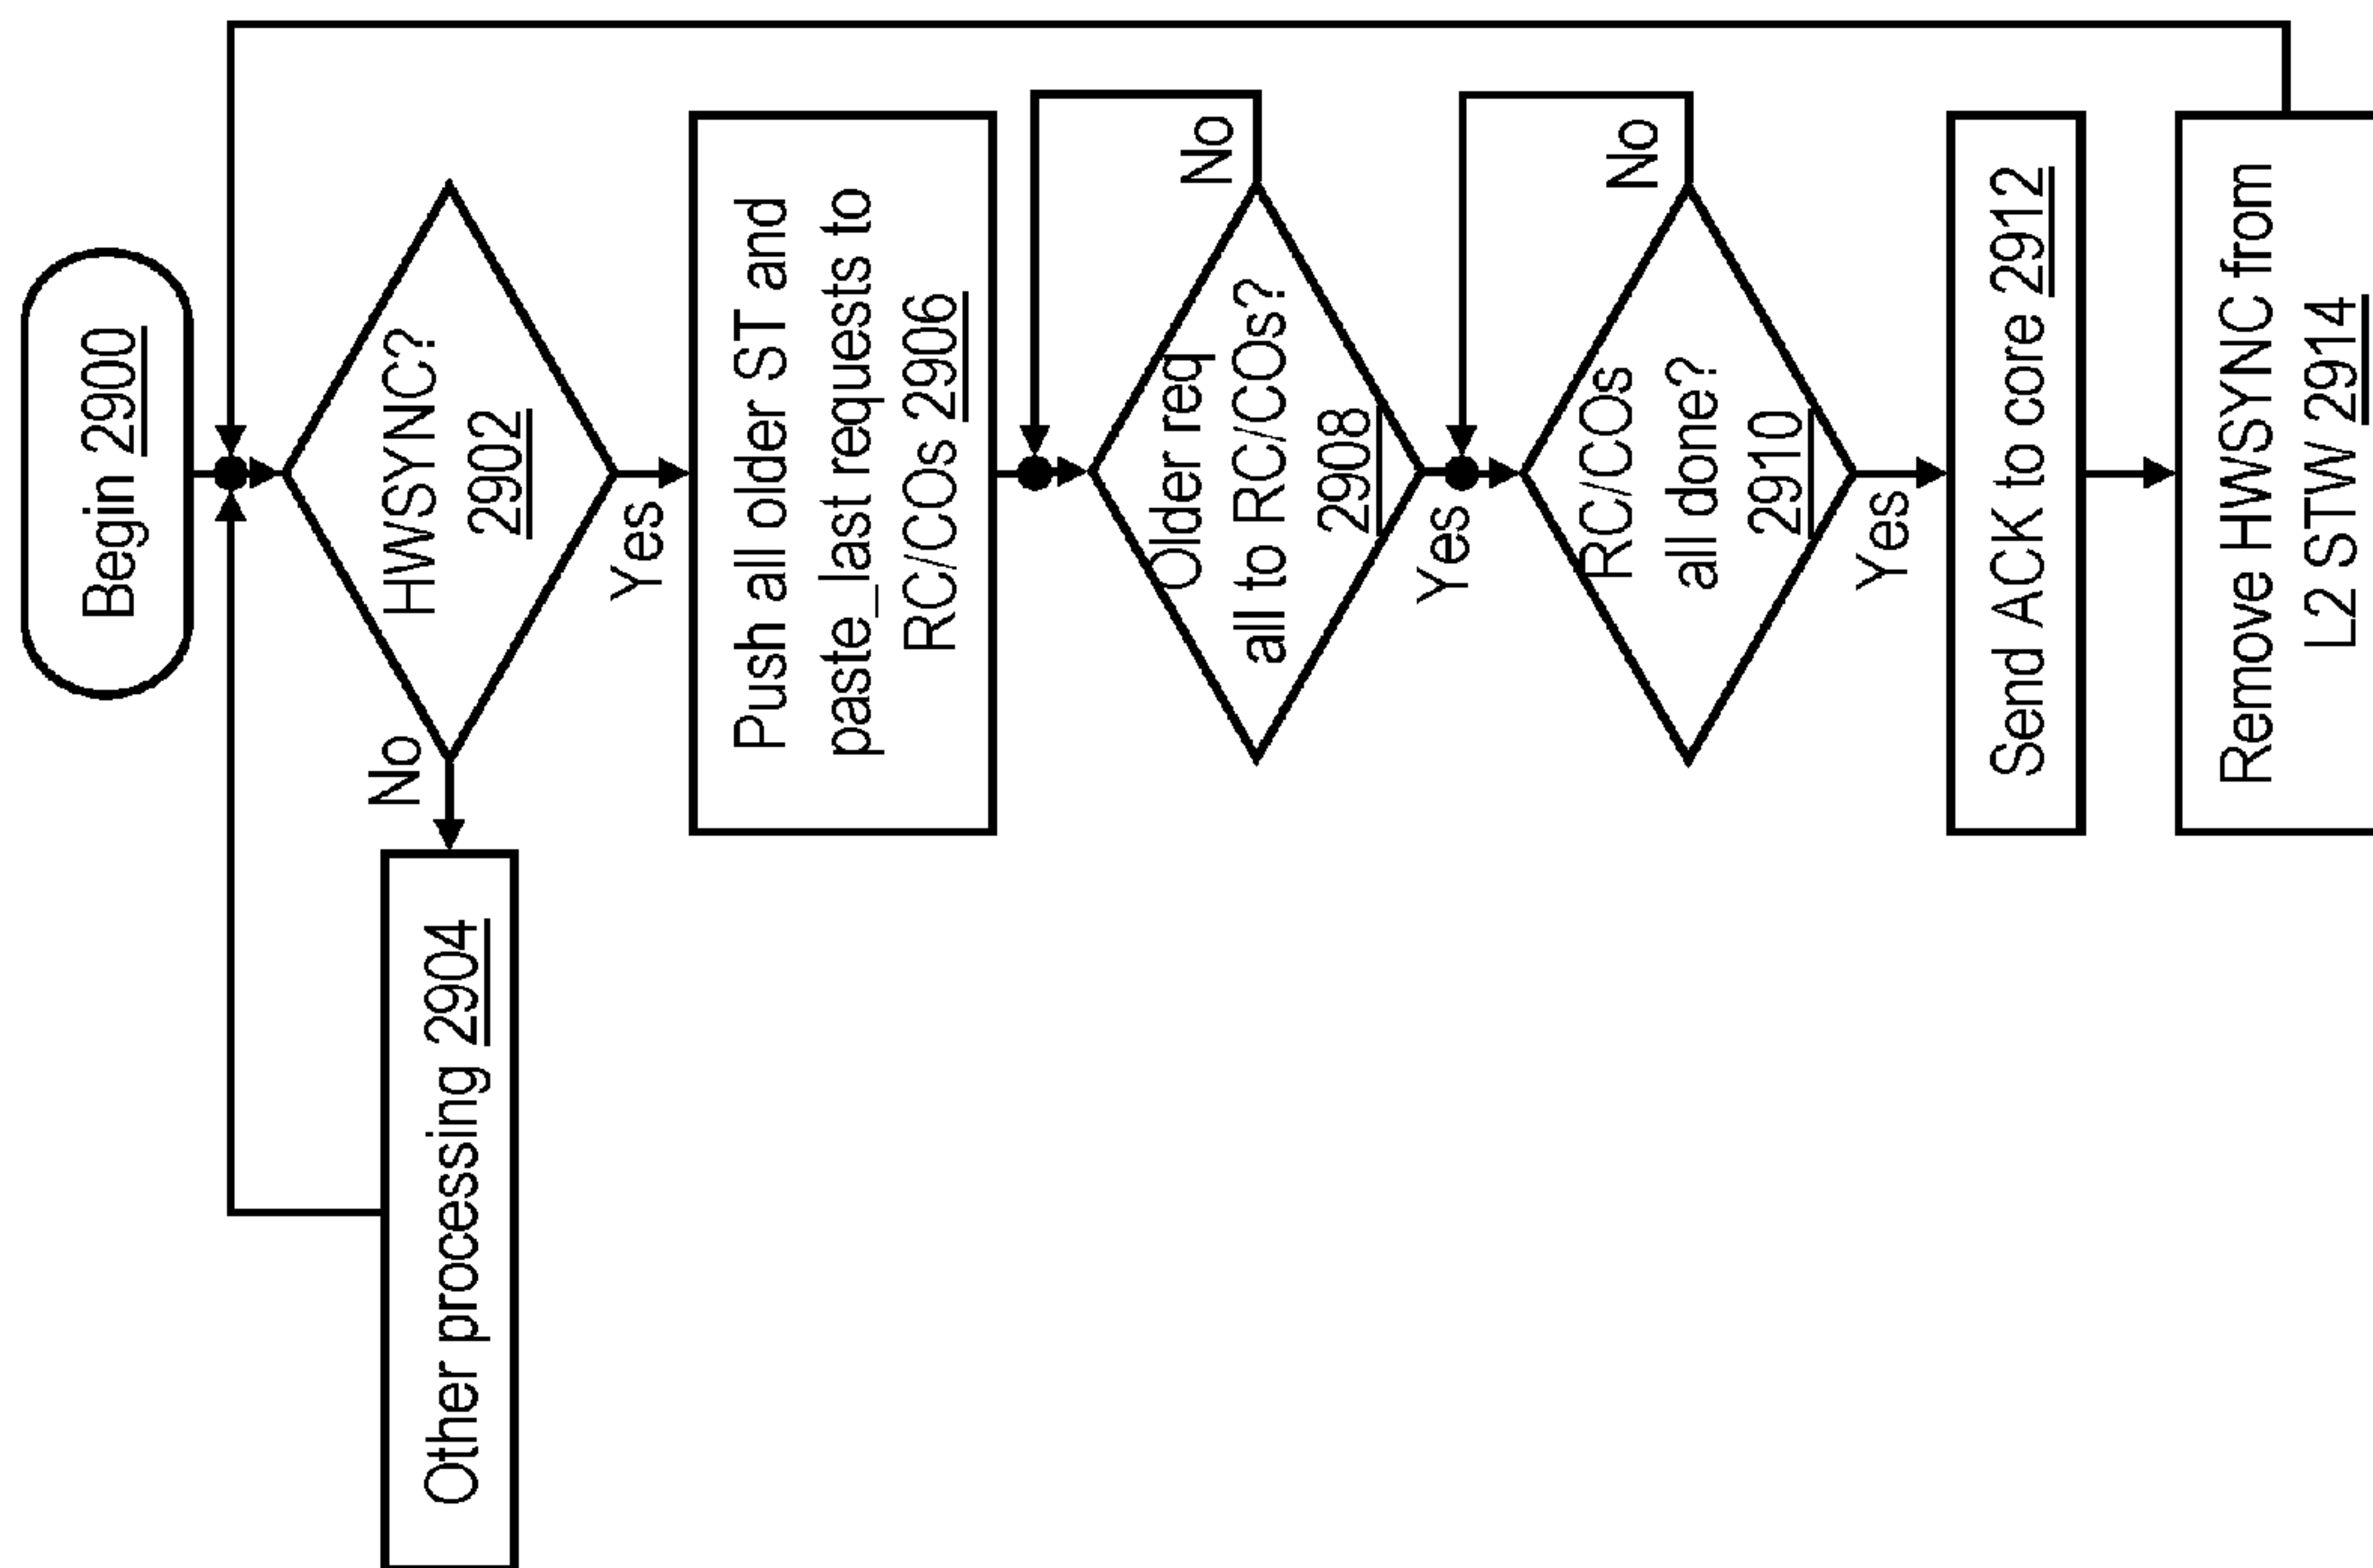 Begin 2900
HWSYNC?
2902
No
Other processing 2904
Yes
Push all older ST and
paste_last requests to
RC/COs 2906
Older req
all to RC/COs?
2908
No
Yes
RC/COs
all done?
2910
No
Yes
Send ACK to core 2912
Remove HWSYNC from
L2 STW 2914